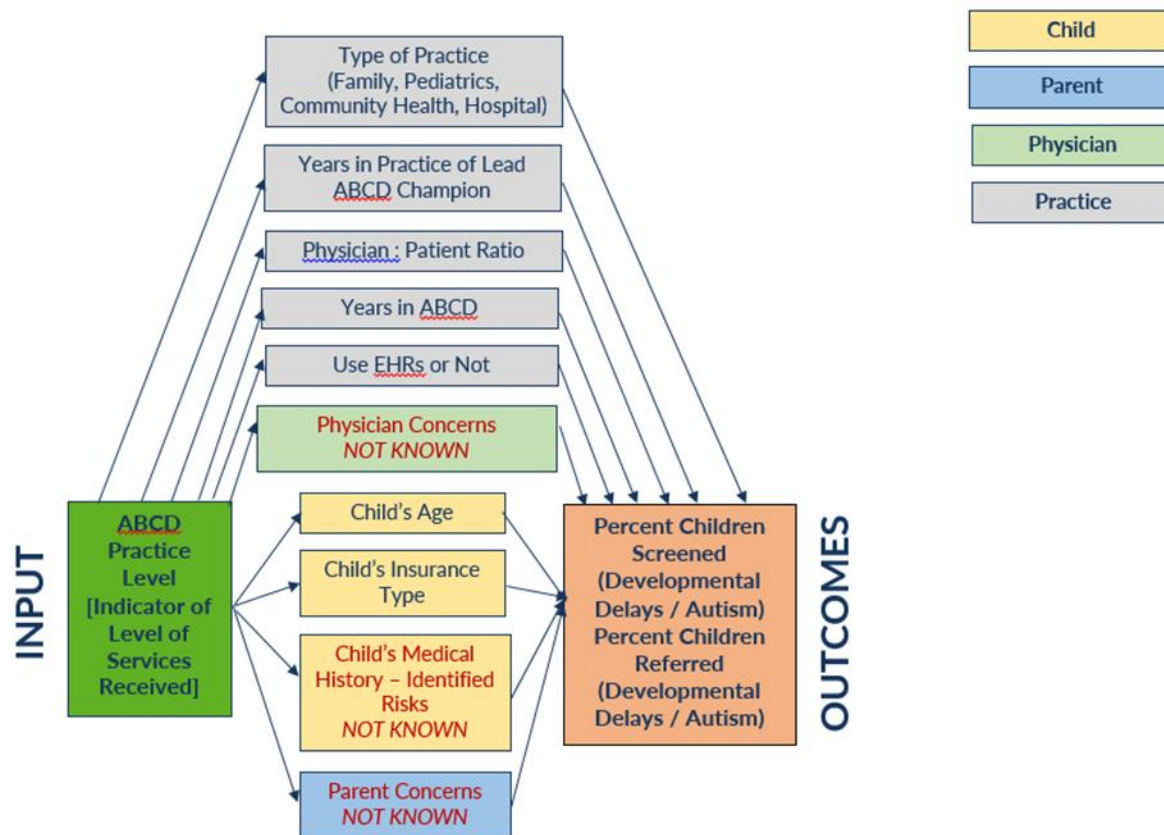 Type of Practice
(Family, Pediatrics,
Community Health, Hospital)
Years in Practice of Lead
ABCD Champion
Physician : Patient Ratio
Years in ABCD
Use EHRs or Not
Physician Concerns
NOT KNOWN
INPUT
ABCD
Practice
Level
[Indicator of
Level of
Services
Received]
Child's Age
Child's Insurance
Type
Child's Medical
History – Identified
Risks
NOT KNOWN
Parent Concerns
NOT KNOWN
Percent Children
Screened
(Developmental
Delays / Autism)
Percent Children
Referred
(Developmental
Delays / Autism)
OUTCOMES
Child
Parent
Physician
Practice